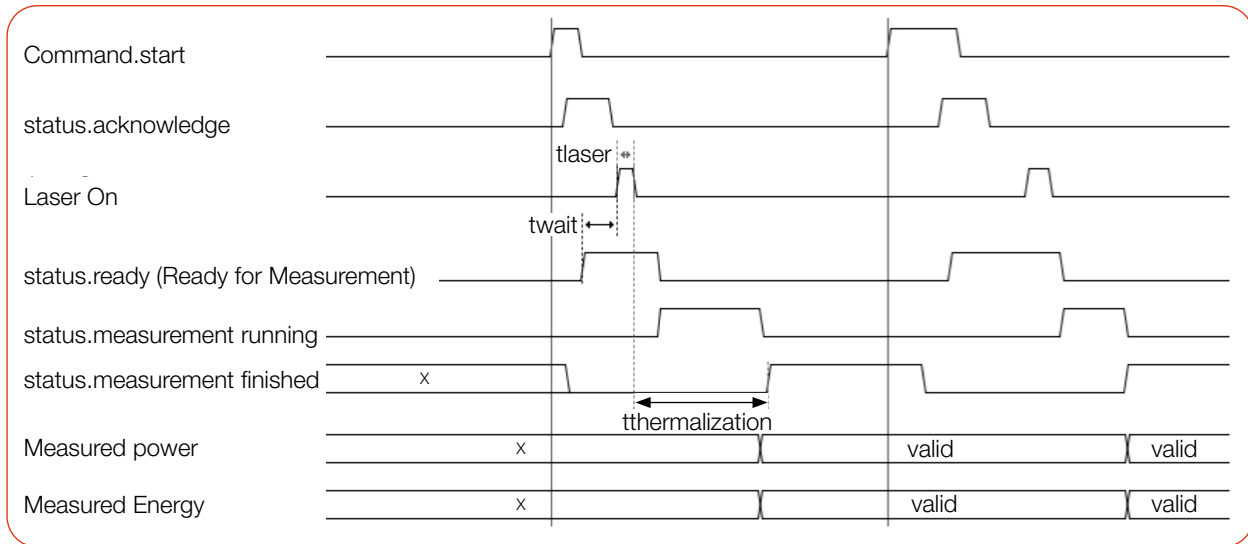 Command.start
status.acknowledge
tlaser
Laser On
twait
status.ready (Ready for Measurement)
status.measurement running
status.measurement finished
x
tthermalization
Measured power
x
valid
valid
Measured Energy
x
valid
valid